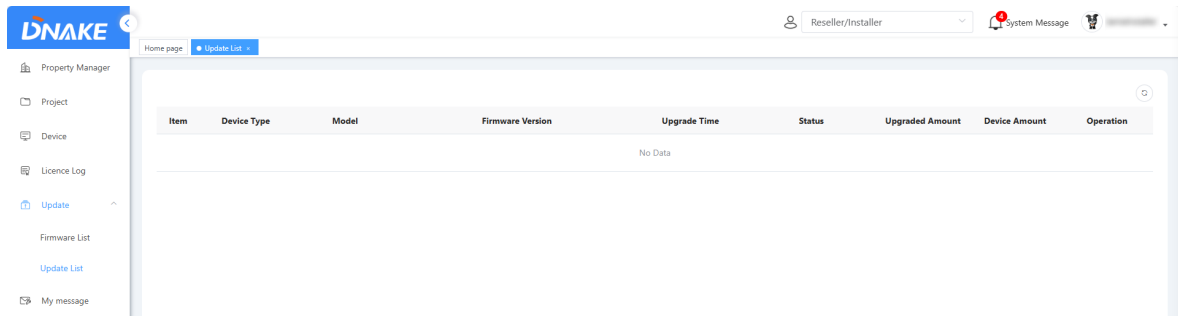 DNAKE
Reseller/Installer
4
System Message
Home page
Update List ×
Property Manager
Project
Device
Licence Log
Update
Firmware List
Update List
My message
Item Device Type Model Firmware Version Upgrade Time Status Upgraded Amount Device Amount Operation
No Data